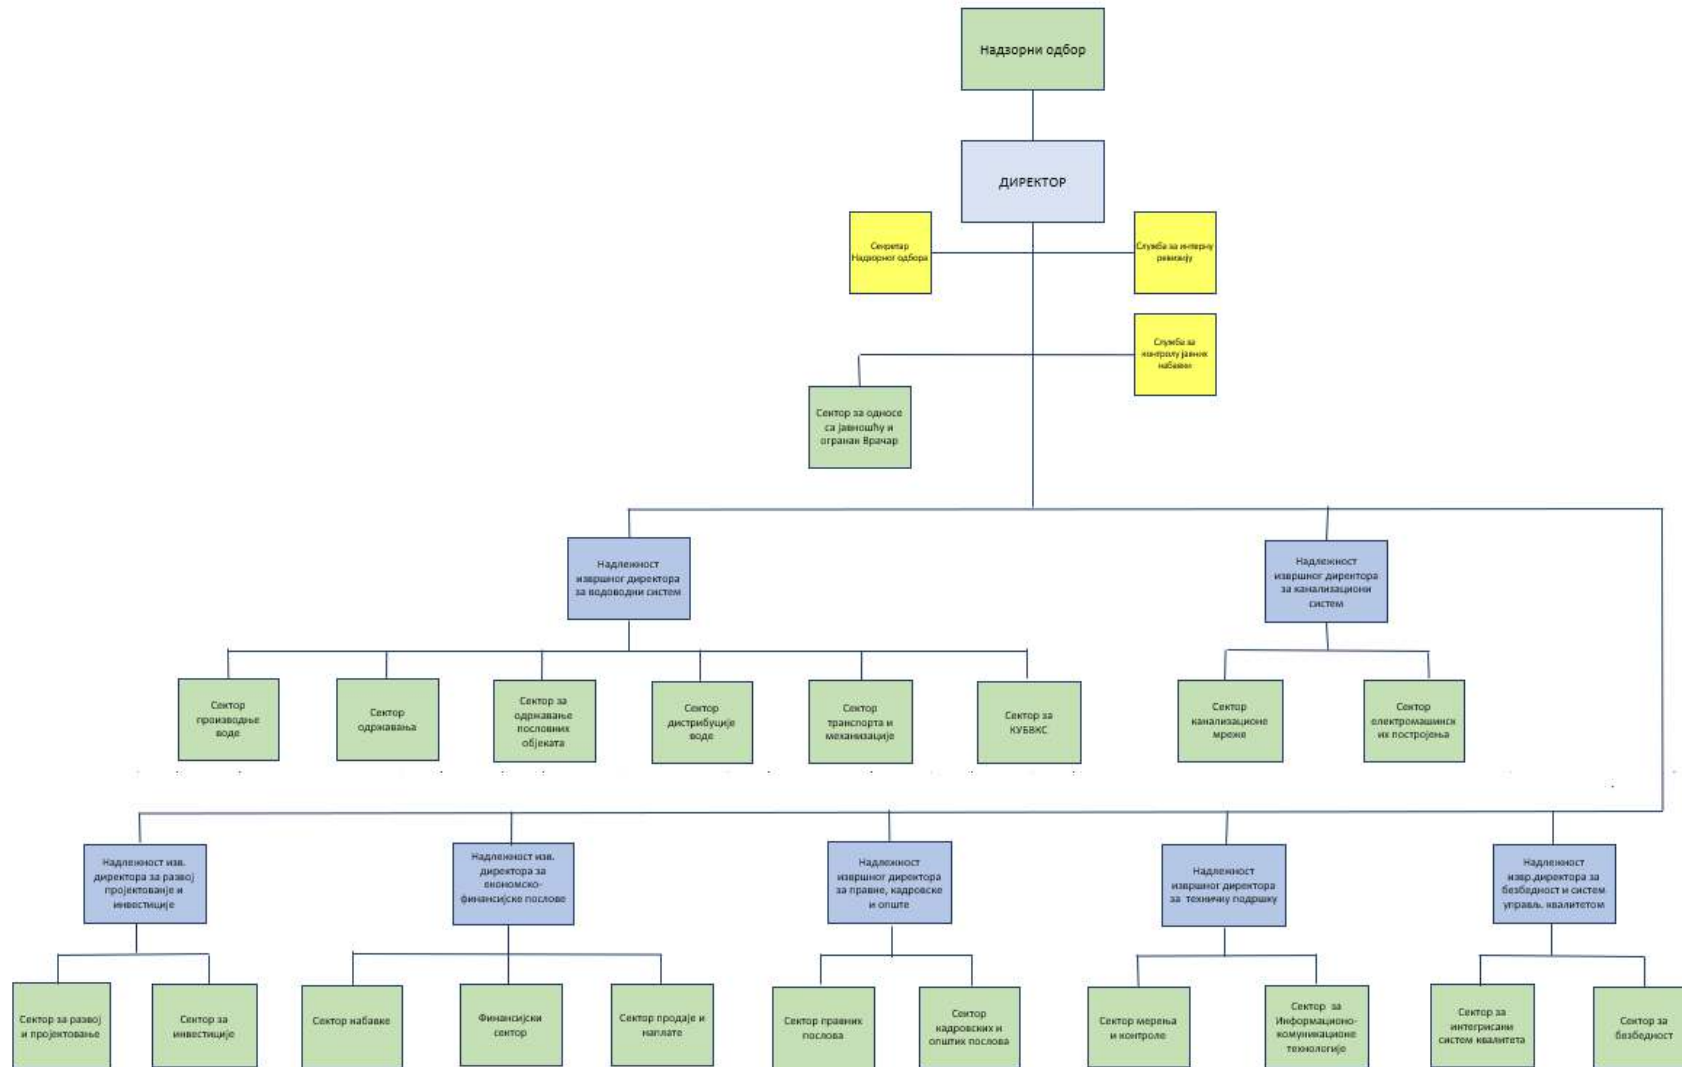 Надзорни одбор
ДИРЕКТОР
Секретар
Надзорног одбора
Служба за интерну
ревизију
Служба за
контролу јавних
набавки
Сектор за односе
са јавношћу и
огранак Врачар
Надлежност
извршног директора
за водоводни систем
Надлежност
извршног директора
за канализациони
систем
Сектор
производње
воде
Сектор
одржавања
Сектор за
одржавање
пословних
објеката
Сектор
дистрибуције
воде
Сектор
транспорта и
механизације
Сектор за
КУБВКС
Сектор
канализационе
мреже
Сектор
електромашинск
их постројења
Надлежност изв.
директора за развој
пројектовање и
инвестиције
Надлежност изв.
директора за
економско-
финансијске послове
Надлежност
извршног директора
за правне, кадровске
и опште
Надлежност
извршног директора
за техничку подршку
Надлежност
извр.директора за
безбедност и систем
управљ. квалитетом
Сектор за развој
и пројектовање
Сектор за
инвестиције
Сектор набавке
Финансијски
сектор
Сектор продаје и
наплате
Сектор правних
послова
Сектор
кадровских и
општих послова
Сектор мерења
и контроле
Сектор за
Информационо-
комуникационе
технологије
Сектор за
интегрисани
систем квалитета
Сектор за
безбедност